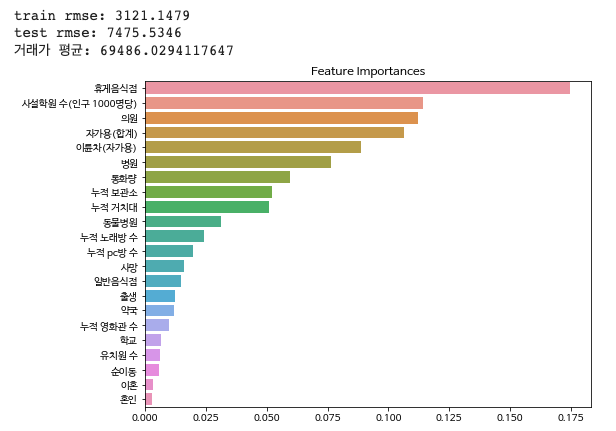 train rmse: 3121.1479
test rmse: 7475.5346
거래가 평균: 69486.0294117647
Feature Importances
휴게음식점
사설학원 수(인구 1000명당)
의원
자가용(합계)
이륜차(자가용)
병원
통화량
누적 보관소
누적 거치대
동물병원
누적 노래방 수
누적 pc방 수
사망
일반음식점
출생
약국
누적 영화관 수
학교
유치원 수
순이동
이혼
혼인
0.000 0.025 0.050 0.075 0.100 0.125 0.150 0.175